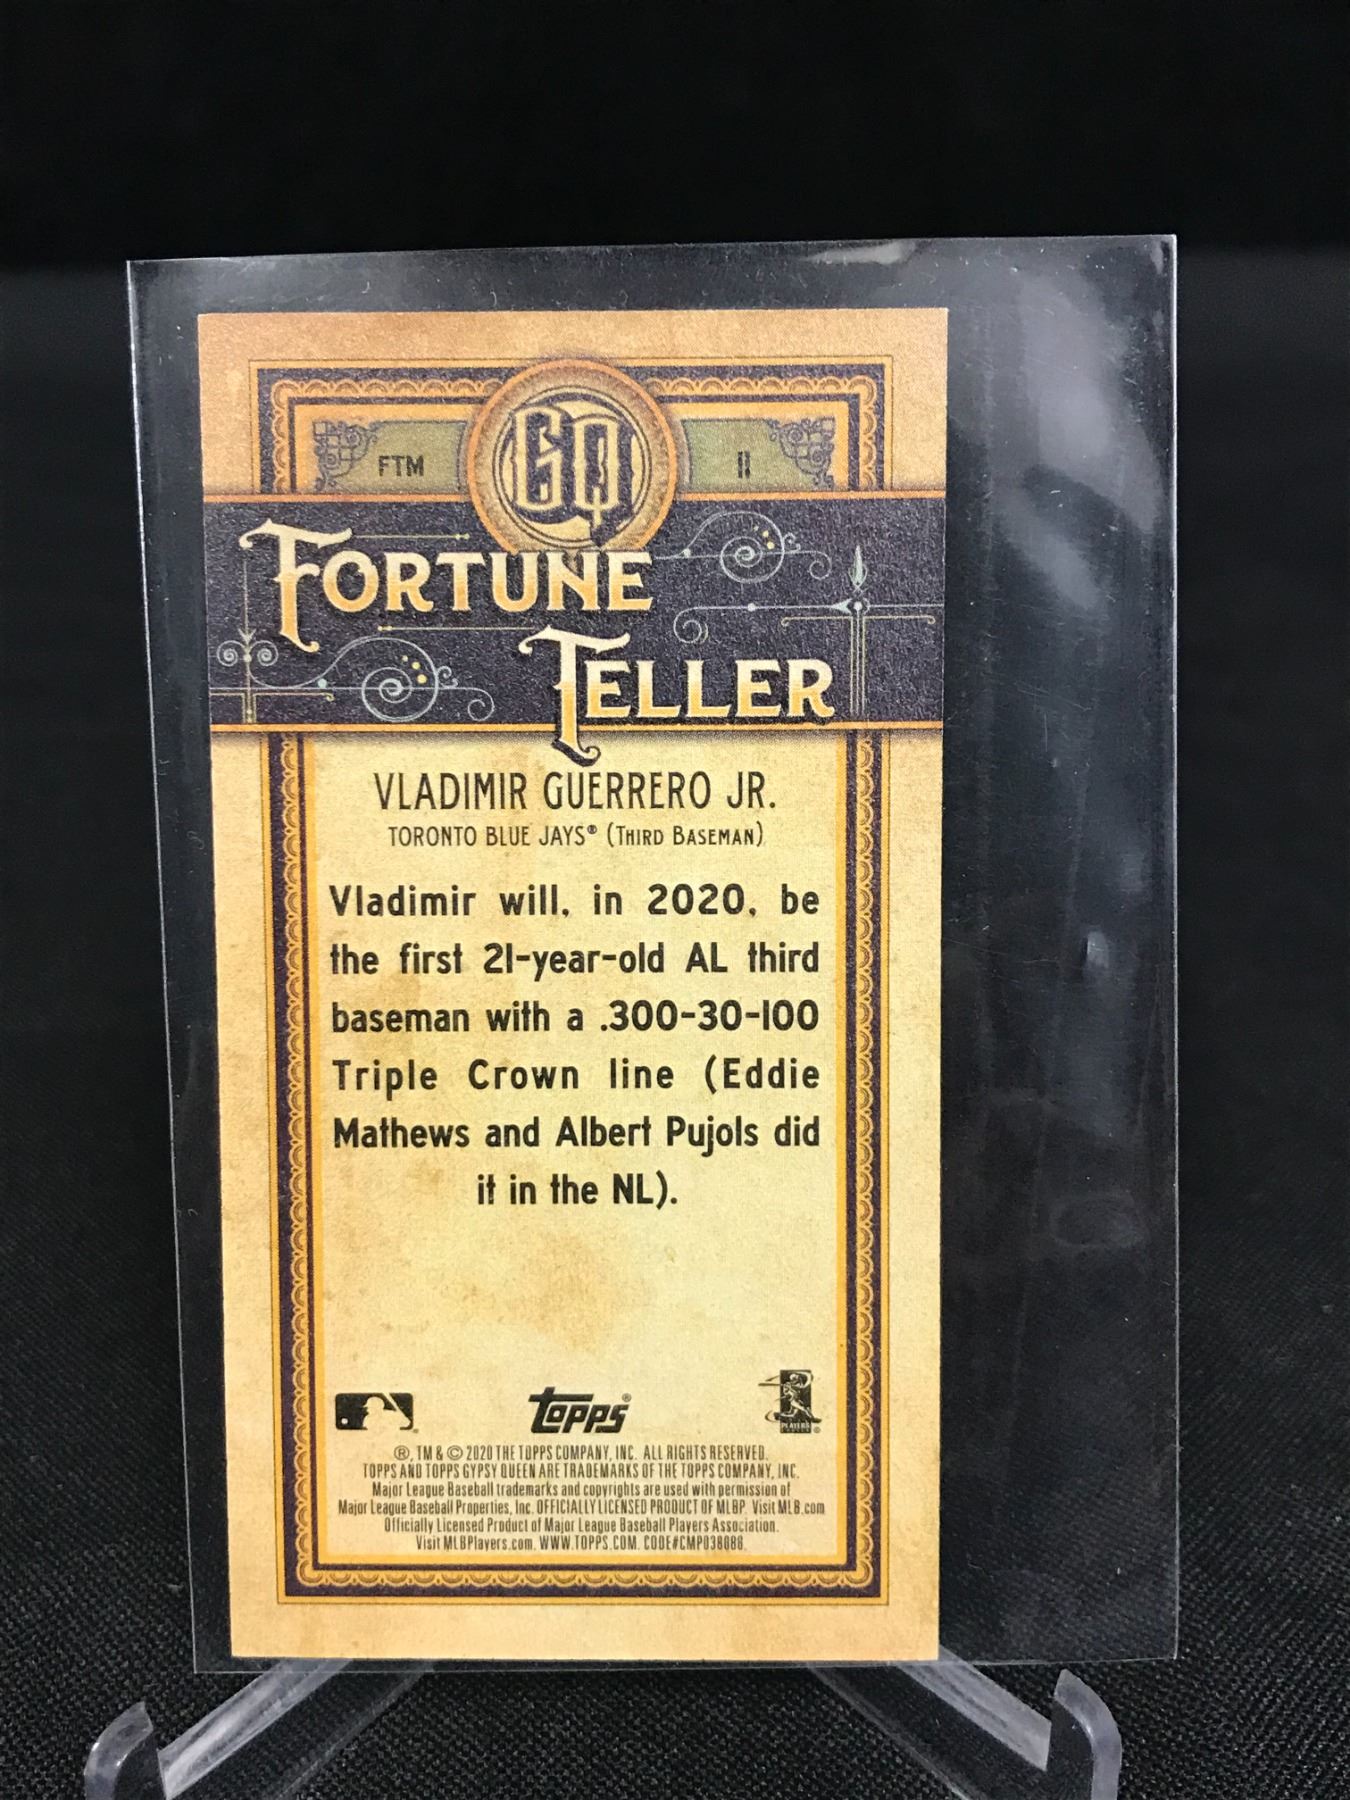 FTM GQ 11
FORTUNE
TELLER
VLADIMIR GUERRERO JR.
TORONTO BLUE JAYS® (THIRD BASEMAN)
Vladimir will, in 2020, be
the first 21-year-old AL third
baseman with a .300-30-100
Triple Crown line (Eddie
Mathews and Albert Pujols did
it in the NL).
topps® PLAYERS
®, TM & © 2020 THE TOPPS COMPANY, INC. ALL RIGHTS RESERVED.
TOPPS AND TOPPS GYPSY QUEEN ARE TRADEMARKS OF THE TOPPS COMPANY, INC.
Major League Baseball trademarks and copyrights are used with permission of
Major League Baseball Properties, Inc. OFFICIALLY LICENSED PRODUCT OF MLBP. Visit MLB.com
Officially Licensed Product of Major League Baseball Players Association.
Visit MLBPlayers.com. WWW.TOPPS.COM. CODE#CMP038088